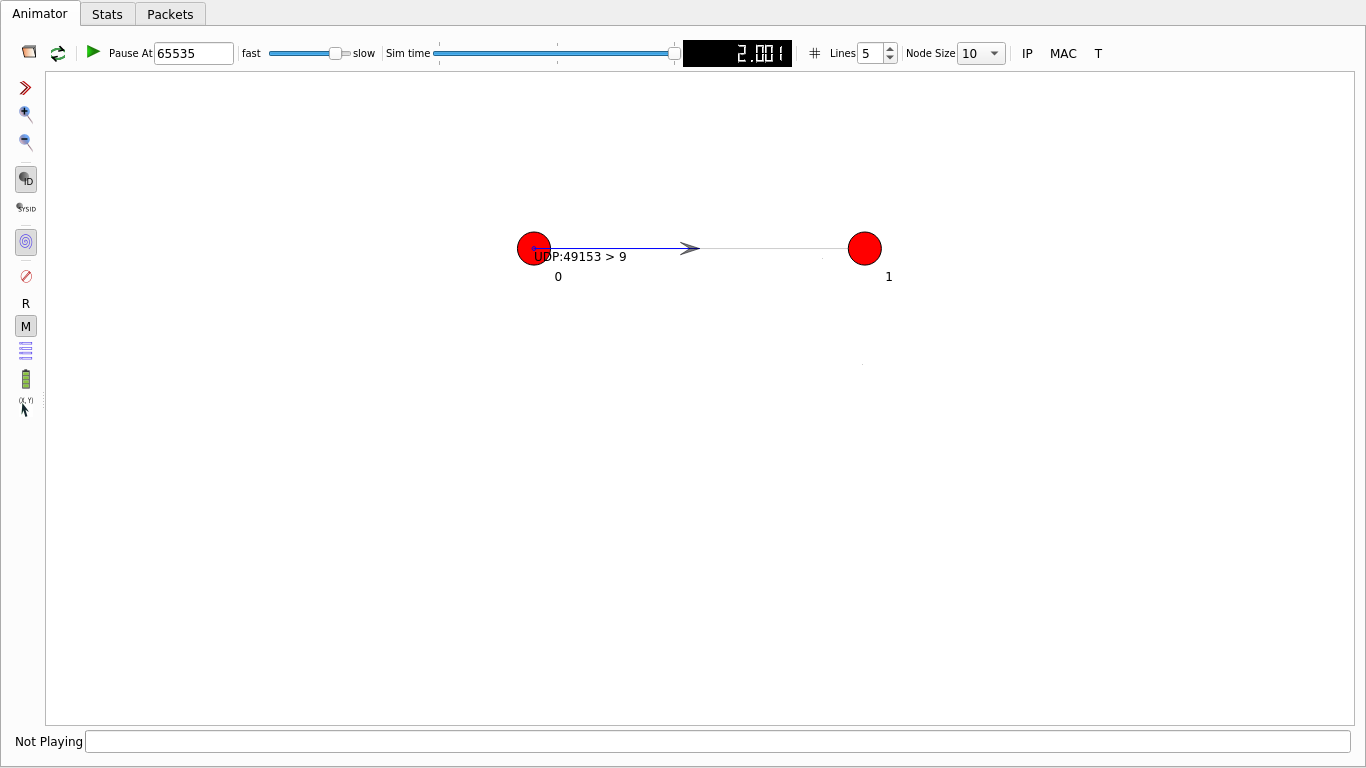 Animator Stats Packets
Pause At 65535 fast slow Sim time 2.001 Lines 5 Node Size 10 IP MAC T
ID
SYSID
UDP:49153 > 9
0 1
R
M
(X, Y)
Not Playing